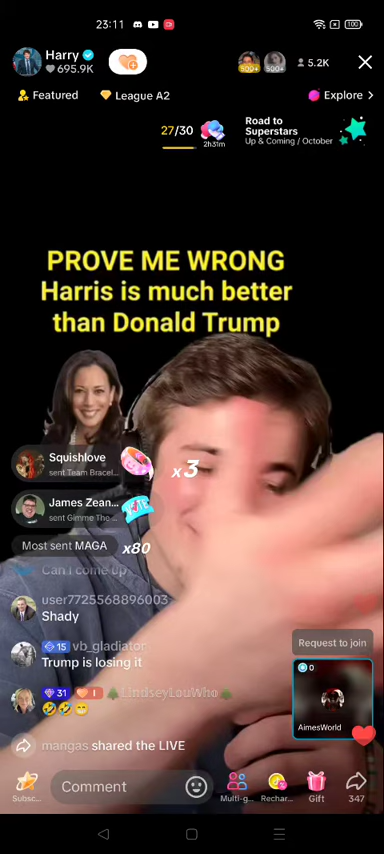 23:11
100
Harry
695.9K
500+
500+
5.2K
Featured
League A2
Explore
27/30
2h31m
Road to
Superstars
Up & Coming / October
PROVE ME WRONG
Harris is much better
than Donald Trump
Squishlove
sent Team Bracel...
x3
James Zean...
sent Gimme The ...
Most sent MAGA
x80
Can I come up
user7725568896003
Shady
15 vb_gladiator
Trump is losing it
31 I LindseyLouWho
mangas shared the LIVE
Request to join
0
AimesWorld
Subsc...
Comment
Multi-g...
Rechar...
Gift
347